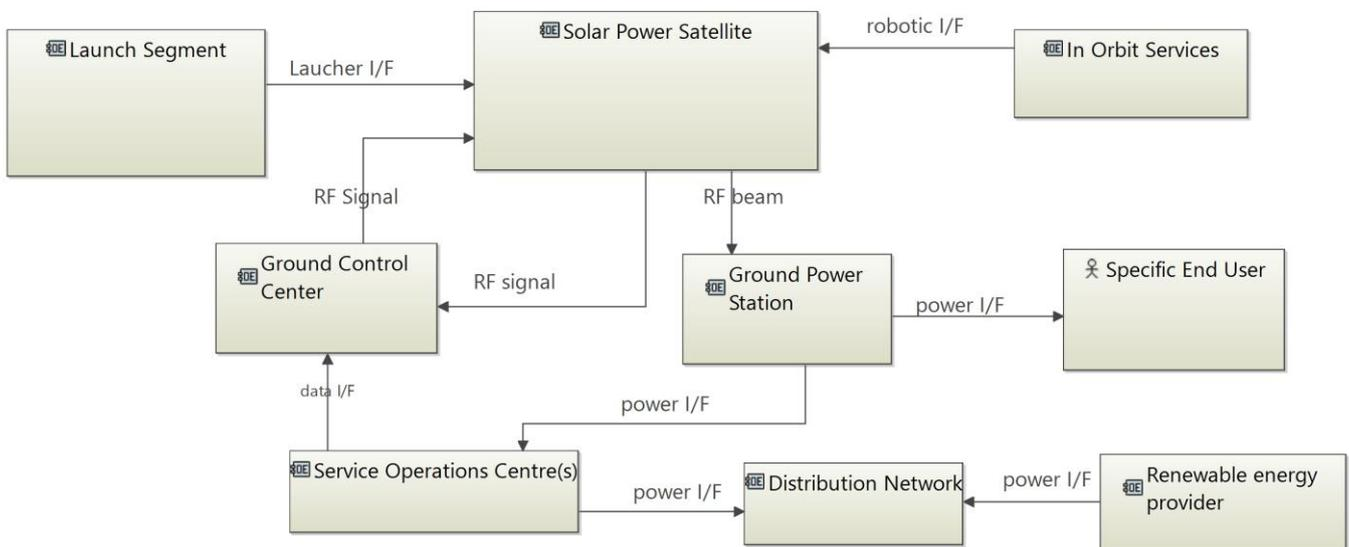 Launch Segment
Laucher I/F
Solar Power Satellite
robotic I/F
In Orbit Services
RF Signal
RF beam
Ground Control
Center
RF signal
Ground Power
Station
power I/F
Specific End User
data I/F
power I/F
Service Operations Centre(s)
power I/F
Distribution Network
power I/F
Renewable energy
provider